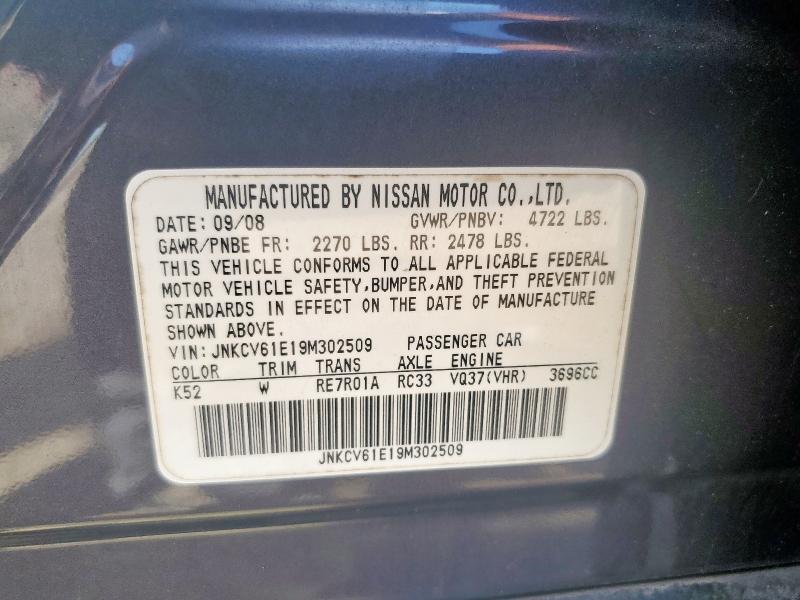 MANUFACTURED BY NISSAN MOTOR CO.,LTD.
DATE: 09/08 GVWR/PNBV: 4722 LBS.
GAWR/PNBE FR: 2270 LBS. RR: 2478 LBS.
THIS VEHICLE CONFORMS TO ALL APPLICABLE FEDERAL
MOTOR VEHICLE SAFETY,BUMPER,AND THEFT PREVENTION
STANDARDS IN EFFECT ON THE DATE OF MANUFACTURE
SHOWN ABOVE.
VIN: JNKCV61E19M302509 PASSENGER CAR
COLOR TRIM TRANS AXLE ENGINE
K52 W RE7R01A RC33 VQ37(VHR) 3696CC
JNKCV61E19M302509